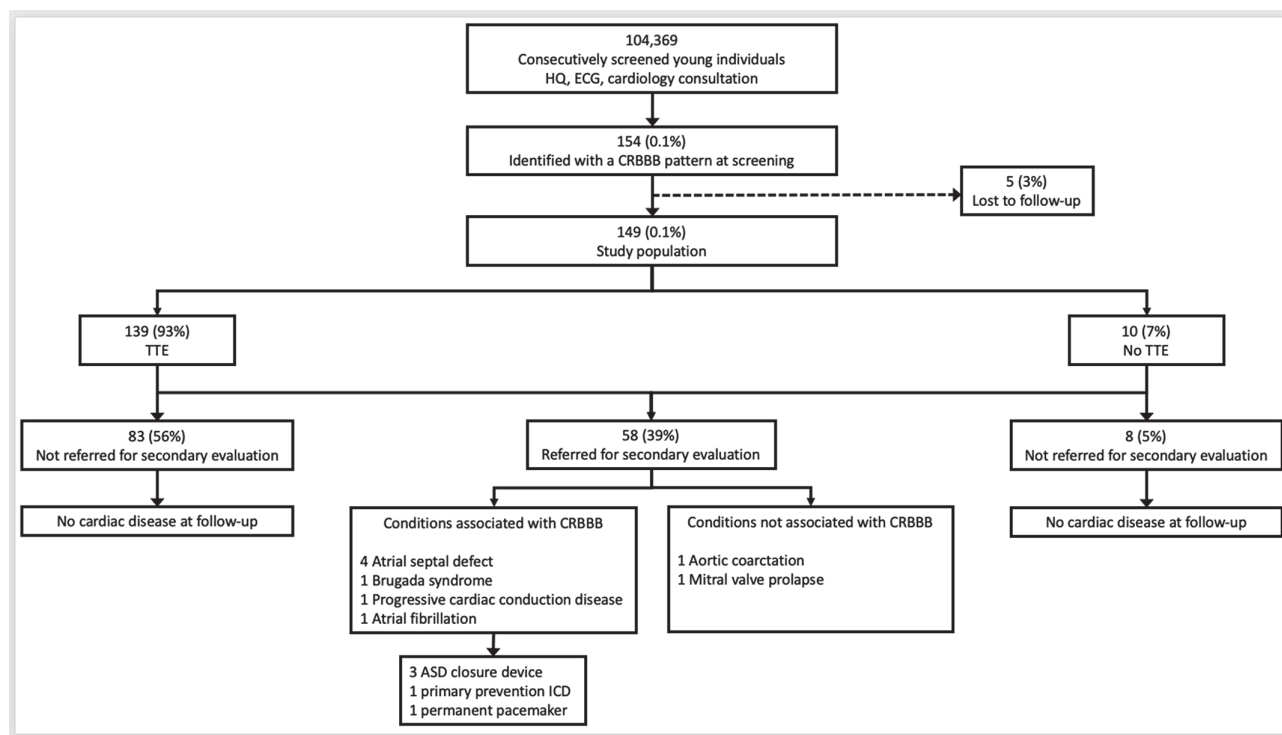 104,369
Consecutively screened young individuals
HQ, ECG, cardiology consultation
154 (0.1%)
Identified with a CRBBB pattern at screening
5 (3%)
Lost to follow-up
149 (0.1%)
Study population
139 (93%)
TTE
10 (7%)
No TTE
83 (56%)
Not referred for secondary evaluation
58 (39%)
Referred for secondary evaluation
8 (5%)
Not referred for secondary evaluation
No cardiac disease at follow-up
Conditions associated with CRBBB
4 Atrial septal defect
1 Brugada syndrome
1 Progressive cardiac conduction disease
1 Atrial fibrillation
Conditions not associated with CRBBB
1 Aortic coarctation
1 Mitral valve prolapse
No cardiac disease at follow-up
3 ASD closure device
1 primary prevention ICD
1 permanent pacemaker